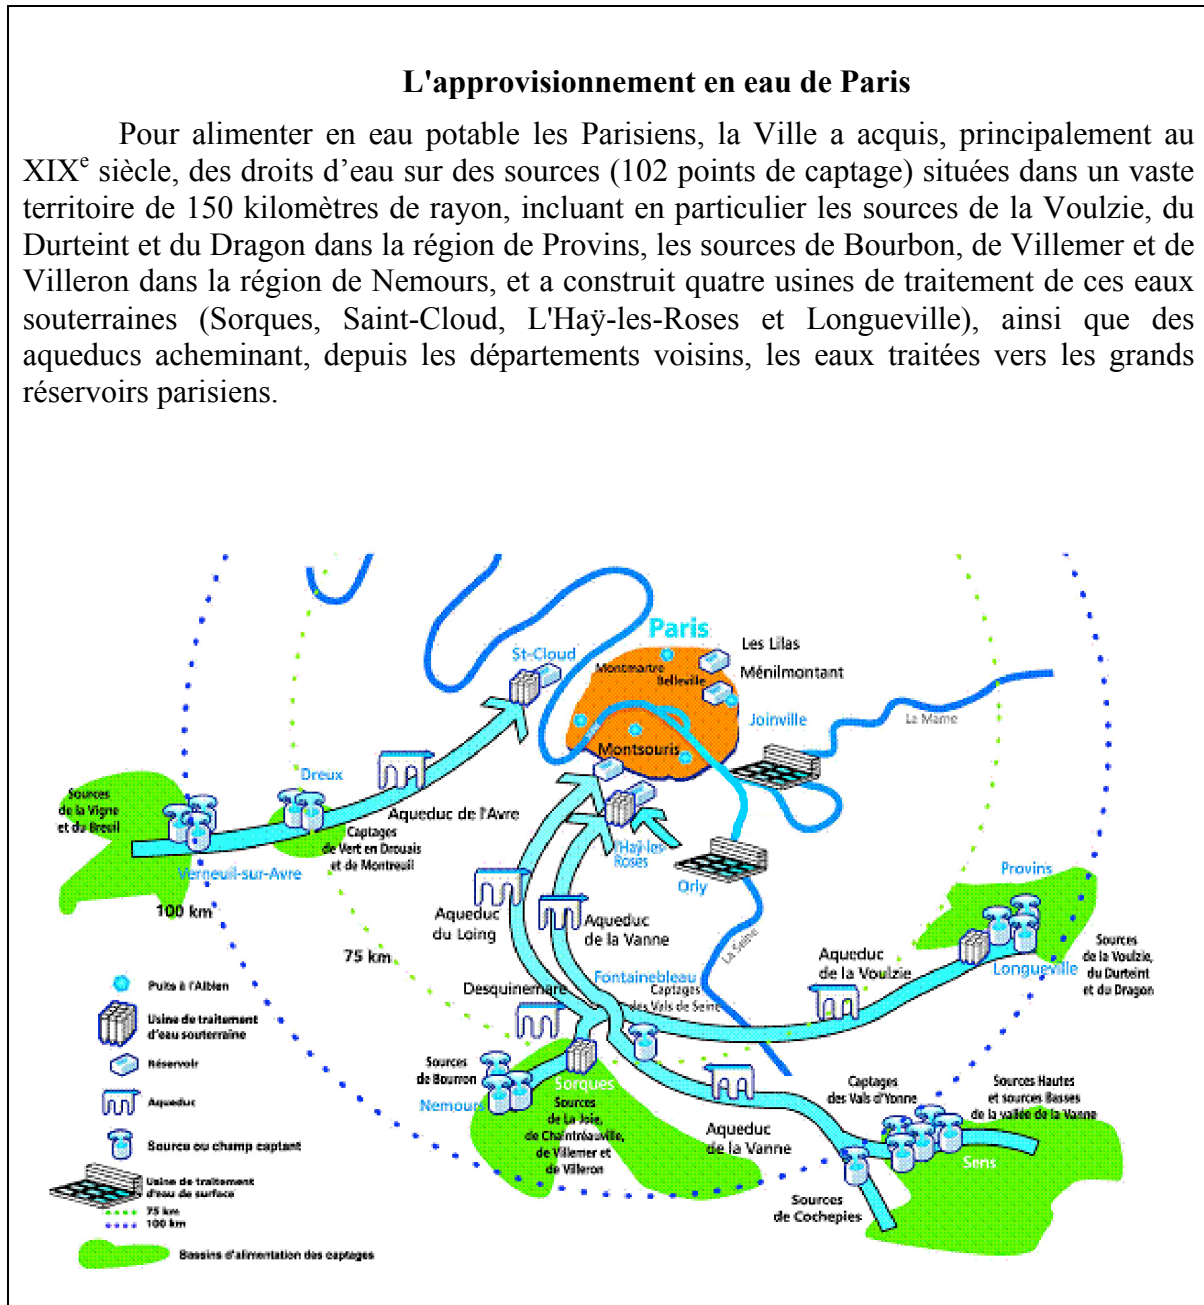 L'approvisionnement en eau de Paris
Pour alimenter en eau potable les Parisiens, la Ville a acquis, principalement au
XIXe siècle, des droits d’eau sur des sources (102 points de captage) situées dans un vaste
territoire de 150 kilomètres de rayon, incluant en particulier les sources de la Voulzie, du
Durteint et du Dragon dans la région de Provins, les sources de Bourbon, de Villemer et de
Villeron dans la région de Nemours, et a construit quatre usines de traitement de ces eaux
souterraines (Sorques, Saint-Cloud, L'Haÿ-les-Roses et Longueville), ainsi que des
aqueducs acheminant, depuis les départements voisins, les eaux traitées vers les grands
réservoirs parisiens.
Paris
Les Lilas
St-Cloud
Montmartre
Ménilmontant
Belleville
Joinville
La Marne
Montsouris
Dreux
Sources
de la Vigne
et du Breuil
Aqueduc de l'Avre
Captages
de Vert en Drouais
et de Montreuil
Verneuil-sur-Avre
L'Haÿ-les-
Roses
Orly
Provins
100 km
Aqueduc
du Loing
Aqueduc
de la Vanne
La Seine
75 km
Aqueduc
de la Voulzie
Longueville
Sources
de la Voulzie,
du Durteint
et du Dragon
Fontainebleau
Desquinemare
Captages
des Vals de Seine
Puits à l'Albien
Usine de traitement
d'eau souterraine
Réservoir
Aqueduc
Source ou champ captant
Usine de traitement
d'eau de surface
75 km
100 km
Bassins d'alimentation des captages
Sources
de Bourron
Nemours
Sorques
Sources
de La Joie,
de Chaintréauville,
de Villemer et
de Villeron
Captages
des Vals d'Yonne
Sources Hautes
et sources Basses
de la vallée de la Vanne
Aqueduc
de la Vanne
Sens
Sources
de Cochepies